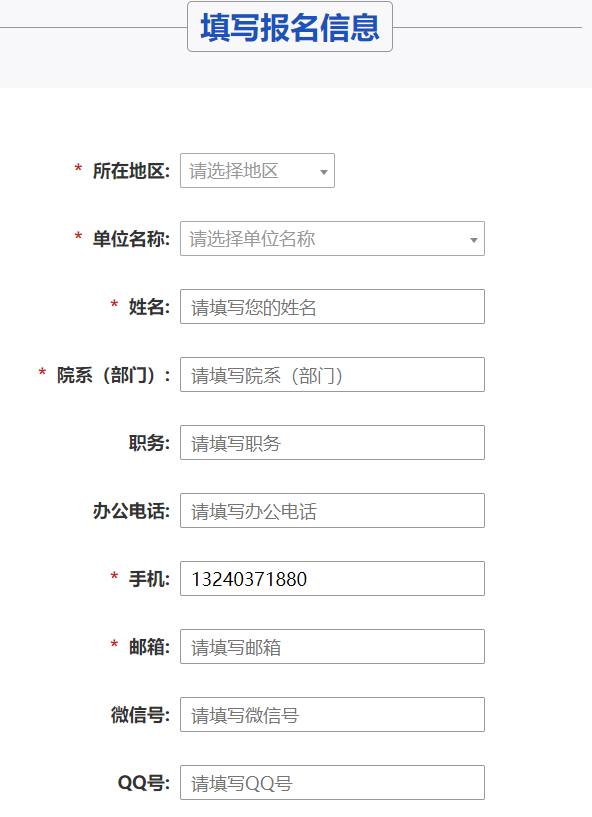 填写报名信息
* 所在地区: 请选择地区
* 单位名称: 请选择单位名称
* 姓名: 请填写您的姓名
* 院系（部门）: 请填写院系（部门）
职务: 请填写职务
办公电话: 请填写办公电话
* 手机: 13240371880
* 邮箱: 请填写邮箱
微信号: 请填写微信号
QQ号: 请填写QQ号